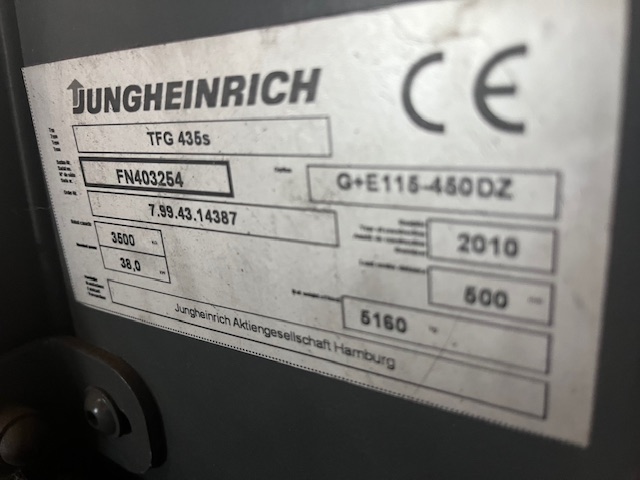 JUNGHEINRICH
CE
TFG 435s
FN403254
G+E115-450DZ
7.99.43.14387
2010
3500
500
38,0
5160
Jungheinrich Aktiengesellschaft Hamburg